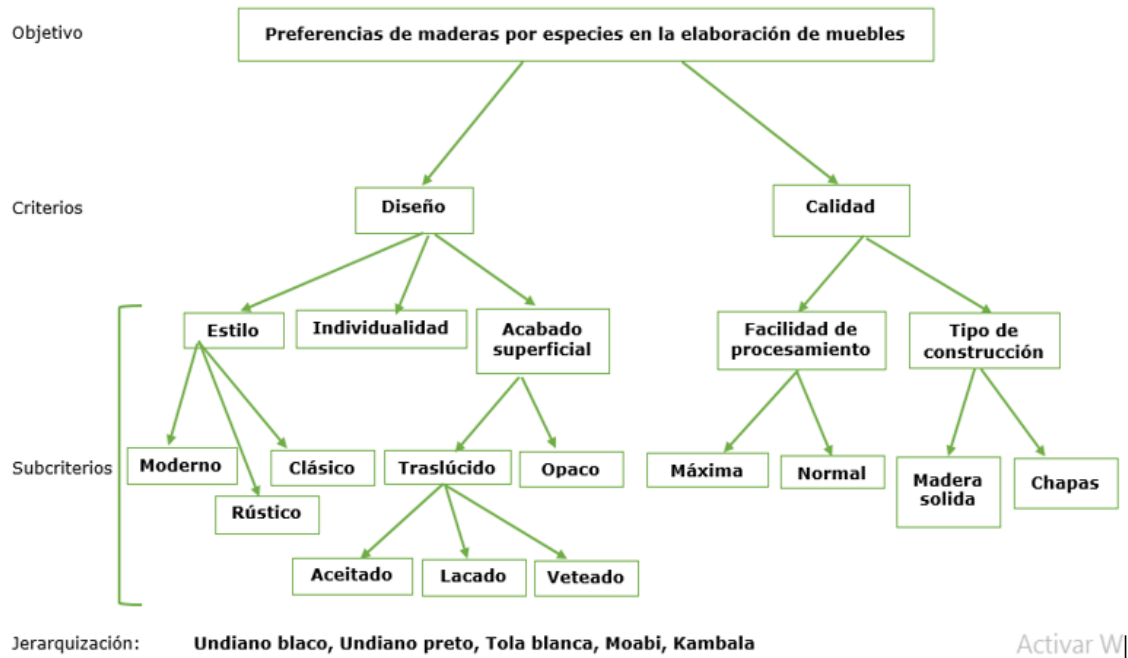 Objetivo
Preferencias de maderas por especies en la elaboración de muebles
Criterios
Diseño
Calidad
Estilo
Individualidad
Acabado
superficial
Facilidad de
procesamiento
Tipo de
construcción
Subcriterios
Moderno
Clásico
Traslúcido
Opaco
Máxima
Normal
Madera
solida
Chapas
Rústico
Aceitado
Lacado
Veteado
Jerarquización: Undiano blaco, Undiano preto, Tola blanca, Moabi, Kambala
Activar W